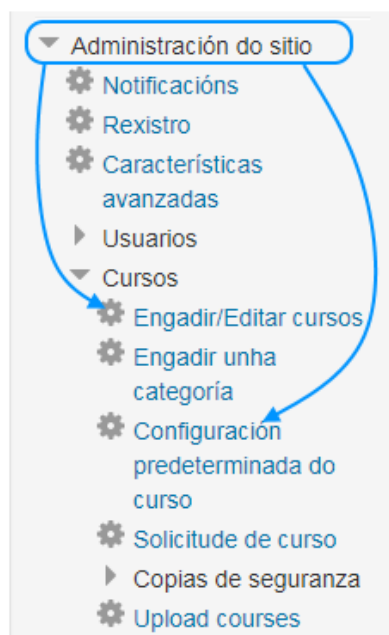 Administración do sitio
Notificacións
Rexistro
Características
avanzadas
Usuarios
Cursos
Engadir/Editar cursos
Engadir unha
categoría
Configuración
predeterminada do
curso
Solicitude de curso
Copias de seguranza
Upload courses